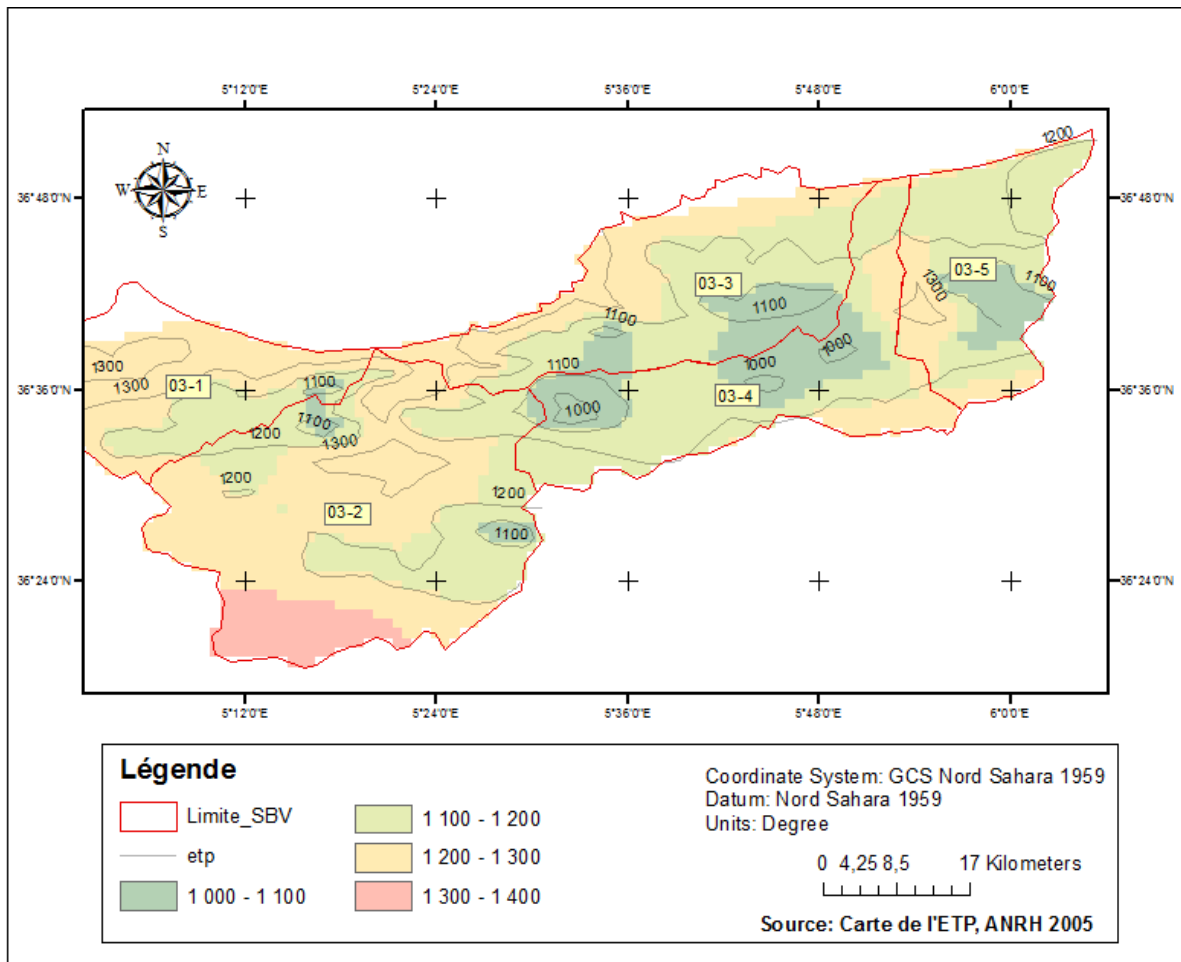 5°12'0"E 5°24'0"E 5°36'0"E 5°48'0"E 6°0'0"E
N
W E
S
1200
36°48'0"N 36°48'0"N
03-3 03-5
1100
1300
1100
1100
1000
1300
1100
1000
36°36'0"N 36°36'0"N
1300
03-1
1100
03-4
1000
1100
1200
1300
1200
1200
03-2
1100
36°24'0"N 36°24'0"N
5°12'0"E 5°24'0"E 5°36'0"E 5°48'0"E 6°0'0"E
Légende
Limite_SBV
etp
1 000 - 1 100
1 100 - 1 200
1 200 - 1 300
1 300 - 1 400
Coordinate System: GCS Nord Sahara 1959
Datum: Nord Sahara 1959
Units: Degree
0 4,25 8,5 17 Kilometers
Source: Carte de l'ETP, ANRH 2005